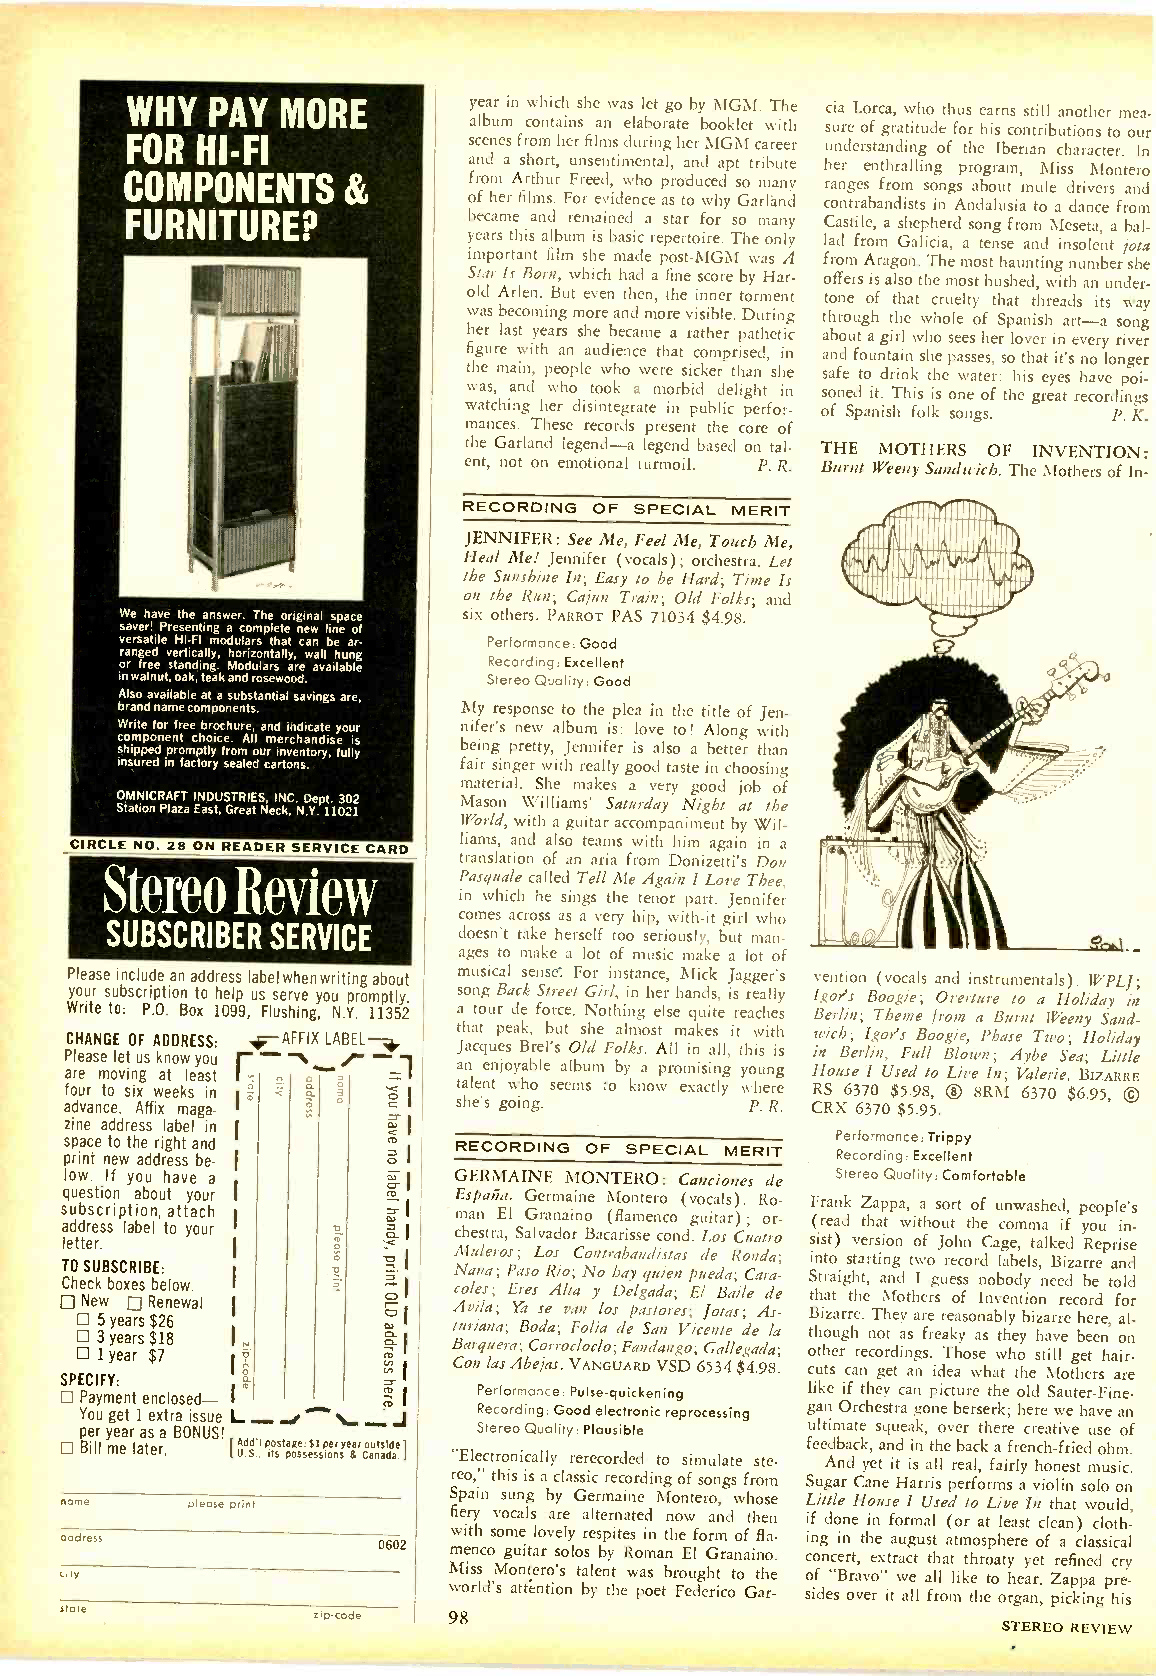 WHY PAY MORE
FOR HI-FI
COMPONENTS &
FURNITURE?
We have the answer. The original space
saver! Presenting a complete new line of
versatile HI-FI modulars that can be ar-
ranged vertically, horizontally, wall hung
or free standing. Modulars are available
in walnut, oak, teak and rosewood.
Also available at a substantial savings are,
brand name components.
Write for free brochure, and indicate your
component choice. All merchandise is
shipped promptly from our inventory, fully
insured in factory sealed cartons.
OMNICRAFT INDUSTRIES, INC. Dept. 302
Station Plaza East, Great Neck, N.Y. 11021
CIRCLE NO. 28 ON READER SERVICE CARD
Stereo Review
SUBSCRIBER SERVICE
Please include an address label when writing about
your subscription to help us serve you promptly.
Write to: P.O. Box 1099, Flushing, N.Y. 11352
CHANGE OF ADDRESS:
Please let us know you
are moving at least
four to six weeks in
advance. Affix maga-
zine address label in
space to the right and
print new address be-
low. If you have a
question about your
subscription, attach
address label to your
letter.
TO SUBSCRIBE:
Check boxes below.
New Renewal
5 years $26
3 years $18
1 year $7
SPECIFY:
Payment enclosed—
You get 1 extra issue
per year as a BONUS!
Bill me later.
AFFIX LABEL
If you have no label handy, print OLD address here.
name
address
please print
city
state
zip-code
[Add'l postage: $1 per year outside
U.S., its possessions & Canada.]
name please print
address
0602
city
state zip-code
year in which she was let go by MGM. The
album contains an elaborate booklet with
scenes from her films during her MGM career
and a short, unsentimental, and apt tribute
from Arthur Freed, who produced so many
of her films. For evidence as to why Garland
became and remained a star for so many
years this album is basic repertoire. The only
important film she made post-MGM was A
Star Is Born, which had a fine score by Har-
old Arlen. But even then, the inner torment
was becoming more and more visible. During
her last years she became a rather pathetic
figure with an audience that comprised, in
the main, people who were sicker than she
was, and who took a morbid delight in
watching her disintegrate in public perfor-
mances. These records present the core of
the Garland legend—a legend based on tal-
ent, not on emotional turmoil. P. R.
RECORDING OF SPECIAL MERIT
JENNIFER: See Me, Feel Me, Touch Me,
Heal Me! Jennifer (vocals); orchestra. Let
the Sunshine In; Easy to be Hard; Time Is
on the Run; Cajun Train; Old Folks; and
six others. PARROT PAS 71034 $4.98.
Performance: Good
Recording: Excellent
Stereo Quality: Good
My response to the plea in the title of Jen-
nifer's new album is: love to! Along with
being pretty, Jennifer is also a better than
fair singer with really good taste in choosing
material. She makes a very good job of
Mason Williams' Saturday Night at the
World, with a guitar accompaniment by Wil-
liams, and also teams with him again in a
translation of an aria from Donizetti's Don
Pasquale called Tell Me Again I Love Thee,
in which he sings the tenor part. Jennifer
comes across as a very hip, with-it girl who
doesn't take herself too seriously, but man-
ages to make a lot of music make a lot of
musical sense. For instance, Mick Jagger's
song Back Street Girl, in her hands, is really
a tour de force. Nothing else quite reaches
that peak, but she almost makes it with
Jacques Brel's Old Folks. All in all, this is
an enjoyable album by a promising young
talent who seems to know exactly where
she's going. P. R.
RECORDING OF SPECIAL MERIT
GERMAINE MONTERO: Canciones de
España. Germaine Montero (vocals). Ro-
man El Granaino (flamenco guitar); or-
chestra, Salvador Bacarisse cond. Los Cuatro
Muleros; Los Contrabandistas de Ronda;
Nana; Paso Rio; No hay quien pueda; Cara-
coles; Eres Alta y Delgada; El Baile de
Avila; Ya se van los pastores; Jotas; As-
turiana; Boda; Folia de San Vicente de la
Barquera; Corrocloclo; Fandango; Gallegada;
Con las Abejas. VANGUARD VSD 6534 $4.98.
Performance: Pulse-quickening
Recording: Good electronic reprocessing
Stereo Quality: Plausible
"Electronically rerecorded to simulate ste-
reo," this is a classic recording of songs from
Spain sung by Germaine Montero, whose
fiery vocals are alternated now and then
with some lovely respites in the form of fla-
menco guitar solos by Roman El Granaino.
Miss Montero's talent was brought to the
world's attention by the poet Federico Gar-
98
cia Lorca, who thus earns still another mea-
sure of gratitude for his contributions to our
understanding of the Iberian character. In
her enthralling program, Miss Montero
ranges from songs about mule drivers and
contrabandists in Andalusia to a dance from
Castile, a shepherd song from Meseta, a bal-
lad from Galicia, a tense and insolent jota
from Aragon. The most haunting number she
offers is also the most hushed, with an under-
tone of that cruelty that threads its way
through the whole of Spanish art—a song
about a girl who sees her lover in every river
and fountain she passes, so that it's no longer
safe to drink the water: his eyes have poi-
soned it. This is one of the great recordings
of Spanish folk songs. P. K.
THE MOTHERS OF INVENTION:
Burnt Weeny Sandwich. The Mothers of In-
vention (vocals and instrumentals). WPLJ;
Igor's Boogie; Overture to a Holiday in
Berlin; Theme from a Burnt Weeny Sand-
wich; Igor's Boogie, Phase Two; Holiday
in Berlin, Full Blown; Aybe Sea; Little
House I Used to Live In; Valerie. BIZARRE
RS 6370 $5.98, ⑧ 8RM 6370 $6.95, ©
CRX 6370 $5.95.
Performance: Trippy
Recording: Excellent
Stereo Quality: Comfortable
Frank Zappa, a sort of unwashed, people's
(read that without the comma if you in-
sist) version of John Cage, talked Reprise
into starting two record labels, Bizarre and
Straight, and I guess nobody need be told
that the Mothers of Invention record for
Bizarre. They are reasonably bizarre here, al-
though not as freaky as they have been on
other recordings. Those who still get hair-
cuts can get an idea what the Mothers are
like if they can picture the old Sauter-Fine-
gan Orchestra gone berserk; here we have an
ultimate squeak, over there creative use of
feedback, and in the back a french-fried ohm.
And yet it is all real, fairly honest music.
Sugar Cane Harris performs a violin solo on
Little House I Used to Live In that would,
if done in formal (or at least clean) cloth-
ing in the august atmosphere of a classical
concert, extract that throaty yet refined cry
of "Bravo" we all like to hear. Zappa pre-
sides over it all from the organ, picking his
STEREO REVIEW